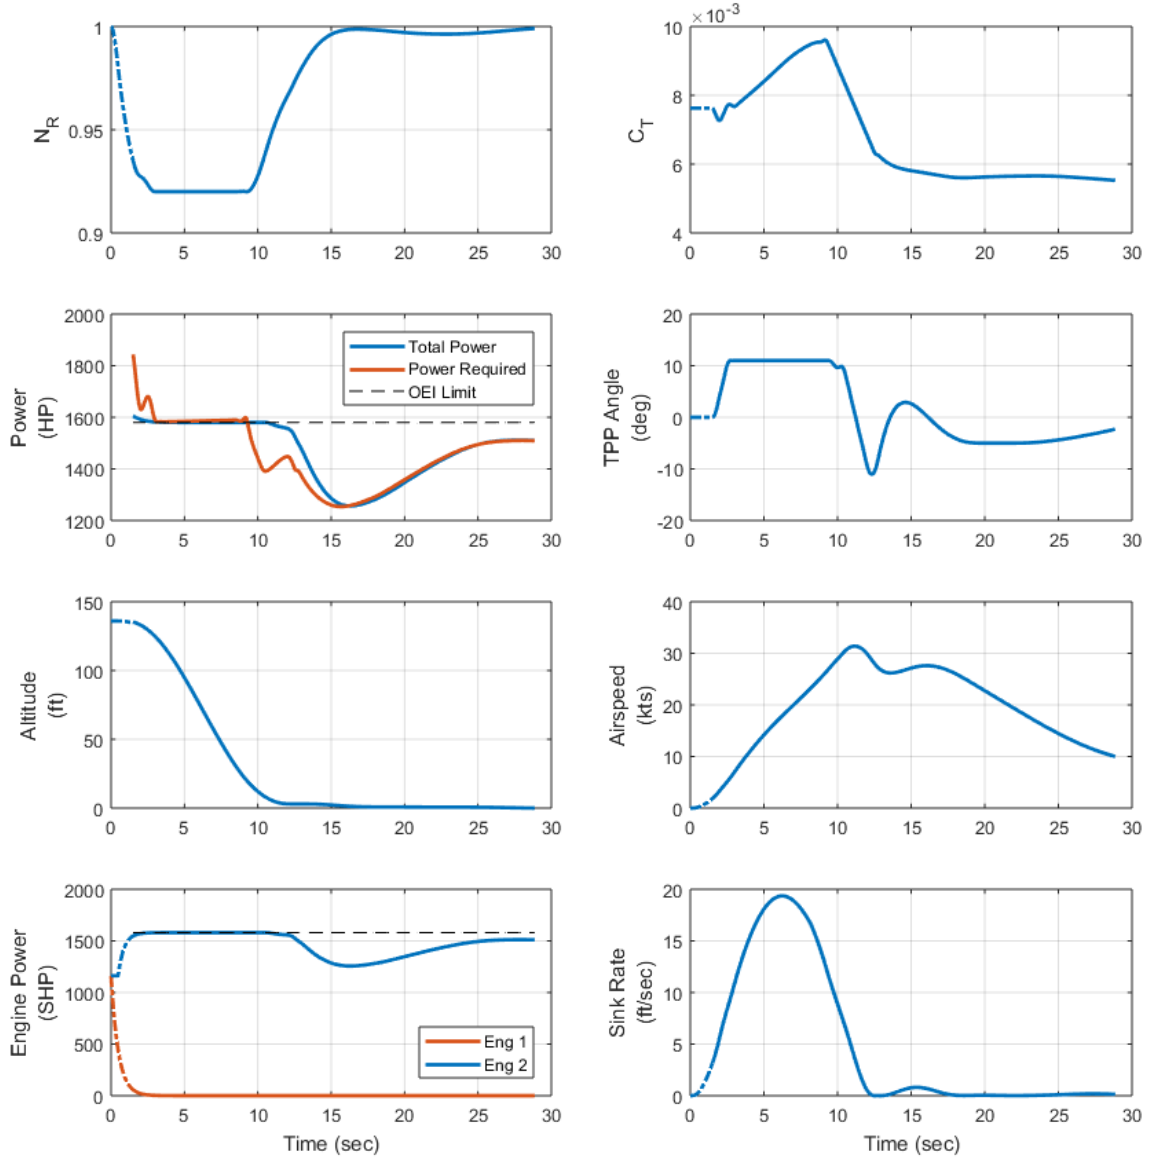 1
0.95
0.9
N_R
0 5 10 15 20 25 30
× 10^-3
10
8
6
4
C_T
0 5 10 15 20 25 30
2000
1800
1600
1400
1200
Power
(HP)
Total Power
Power Required
OEI Limit
0 5 10 15 20 25 30
20
10
0
-10
-20
TPP Angle
(deg)
0 5 10 15 20 25 30
150
100
50
0
Altitude
(ft)
0 5 10 15 20 25 30
40
30
20
10
0
Airspeed
(kts)
0 5 10 15 20 25 30
2000
1500
1000
500
0
Engine Power
(SHP)
Eng 1
Eng 2
0 5 10 15 20 25 30
Time (sec)
20
15
10
5
0
Sink Rate
(ft/sec)
0 5 10 15 20 25 30
Time (sec)